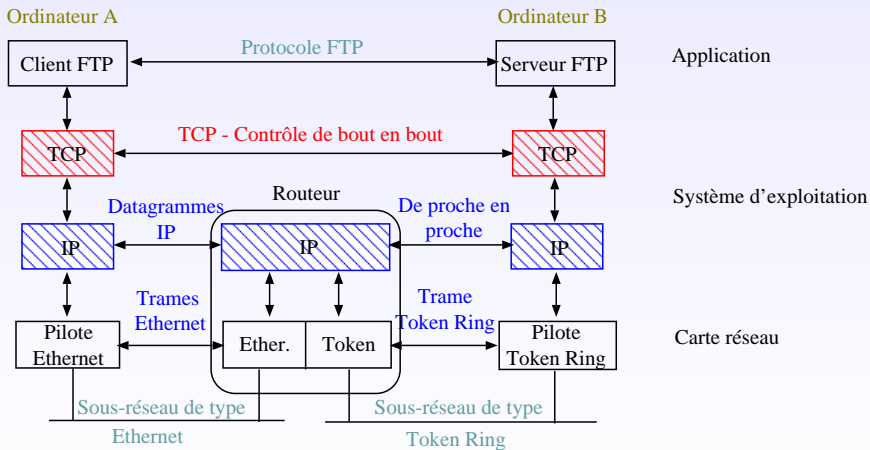 Ordinateur A
Ordinateur B
Protocole FTP
Client FTP
Serveur FTP
Application
TCP - Contrôle de bout en bout
TCP
TCP
Routeur
Système d'exploitation
Datagrammes
IP
De proche en
proche
IP
IP
IP
Trames
Ethernet
Trame
Token Ring
Pilote
Ethernet
Ether.
Token
Pilote
Token Ring
Carte réseau
Sous-réseau de type
Ethernet
Sous-réseau de type
Token Ring